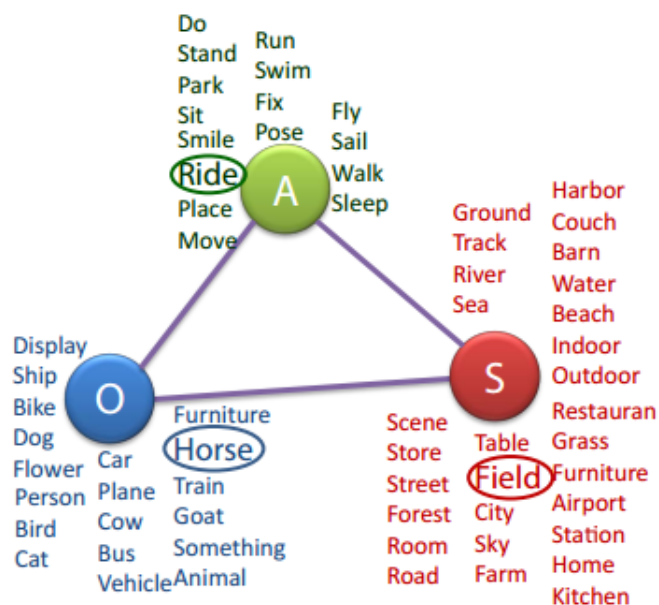 Do
Stand
Park
Sit
Smile
Ride
Place
Move
Run
Swim
Fix
Pose
Fly
Sail
Walk
Sleep
A
Ground
Track
River
Sea
Harbor
Couch
Barn
Water
Beach
Indoor
Outdoor
Restauran
Grass
Furniture
Airport
Station
Home
Kitchen
S
Scene
Store
Street
Forest
Room
Road
Table
Field
City
Sky
Farm
O
Display
Ship
Bike
Dog
Flower
Person
Bird
Cat
Car
Plane
Cow
Bus
Vehicle
Furniture
Horse
Train
Goat
Something
Animal